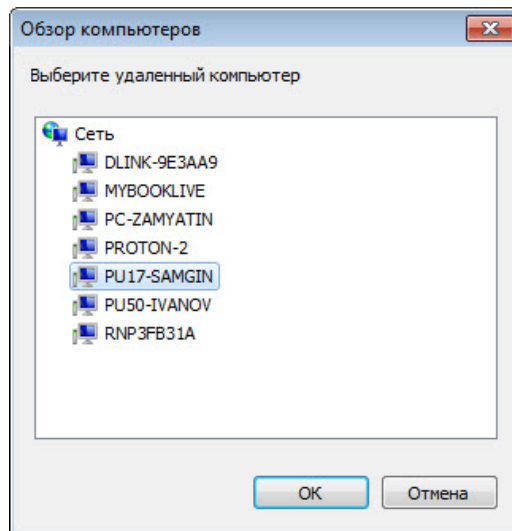 Обзор компьютеров
Выберите удаленный компьютер
Сеть
DLINK-9E3AA9
MYBOOKLIVE
PC-ZAMYATIN
PROTON-2
PU17-SAMGIN
PU50-IVANOV
RNP3FB31A
OK
Отмена